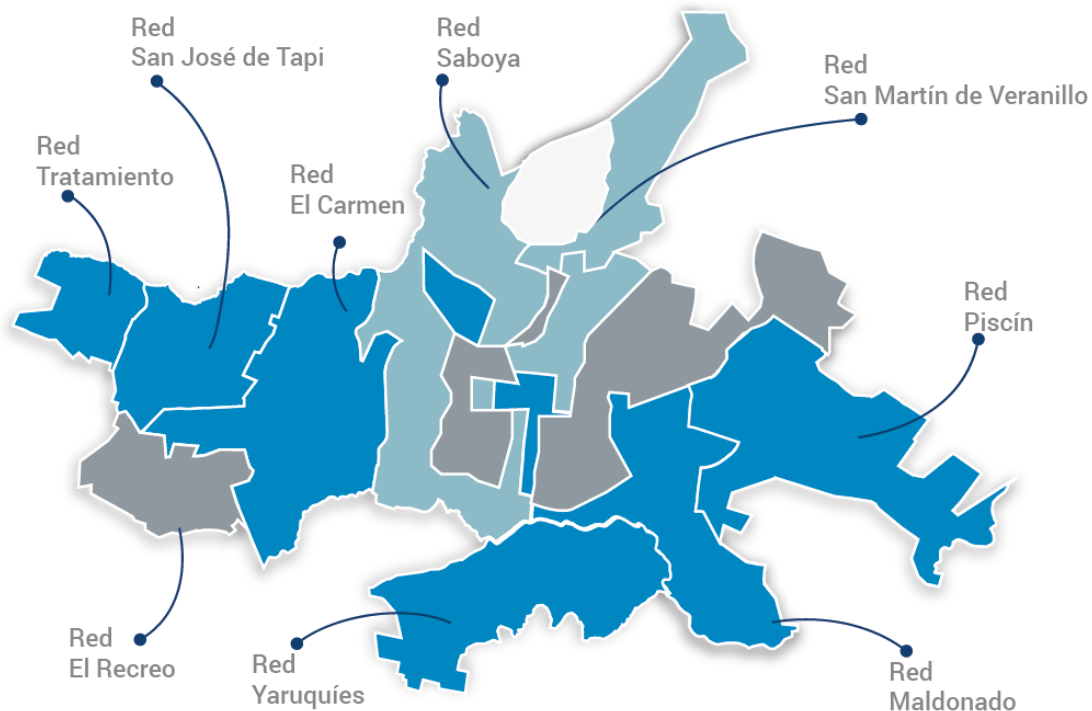 Red
San José de Tapi
Red
Saboya
Red
San Martín de Veranillo
Red
Tratamiento
Red
El Carmen
Red
Piscín
Red
El Recreo
Red
Yaruquíes
Red
Maldonado